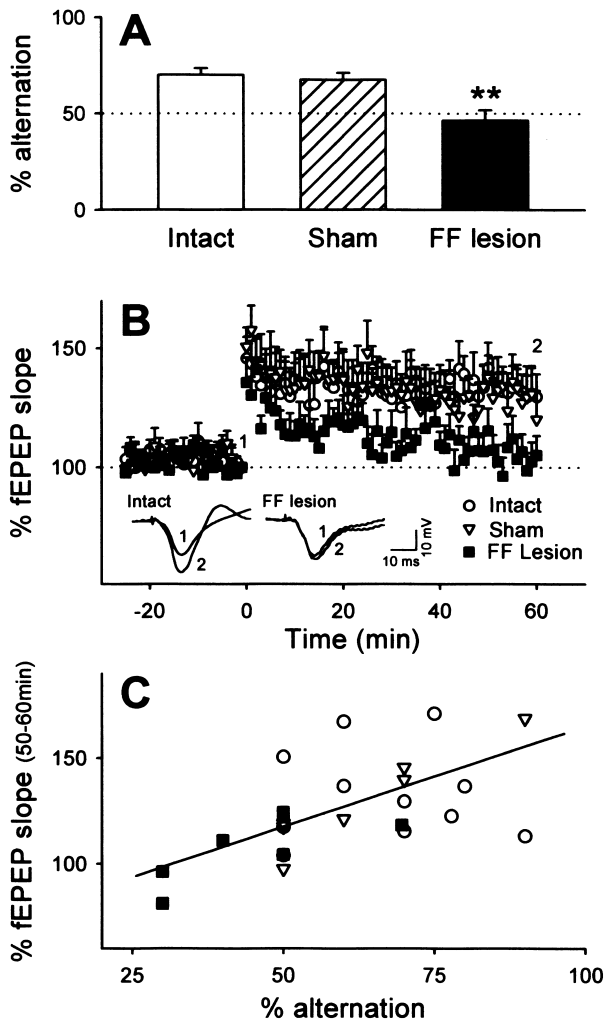 A
% alternation
100
50
0
**
Intact
Sham
FF lesion
B
% fEPEP slope
150
100
1
2
Intact
1
2
FF lesion
1
2
10 mV
10 ms
Intact
Sham
FF Lesion
-20
0
20
40
60
Time (min)
C
% fEPEP slope (50-60min)
150
100
25
50
75
100
% alternation